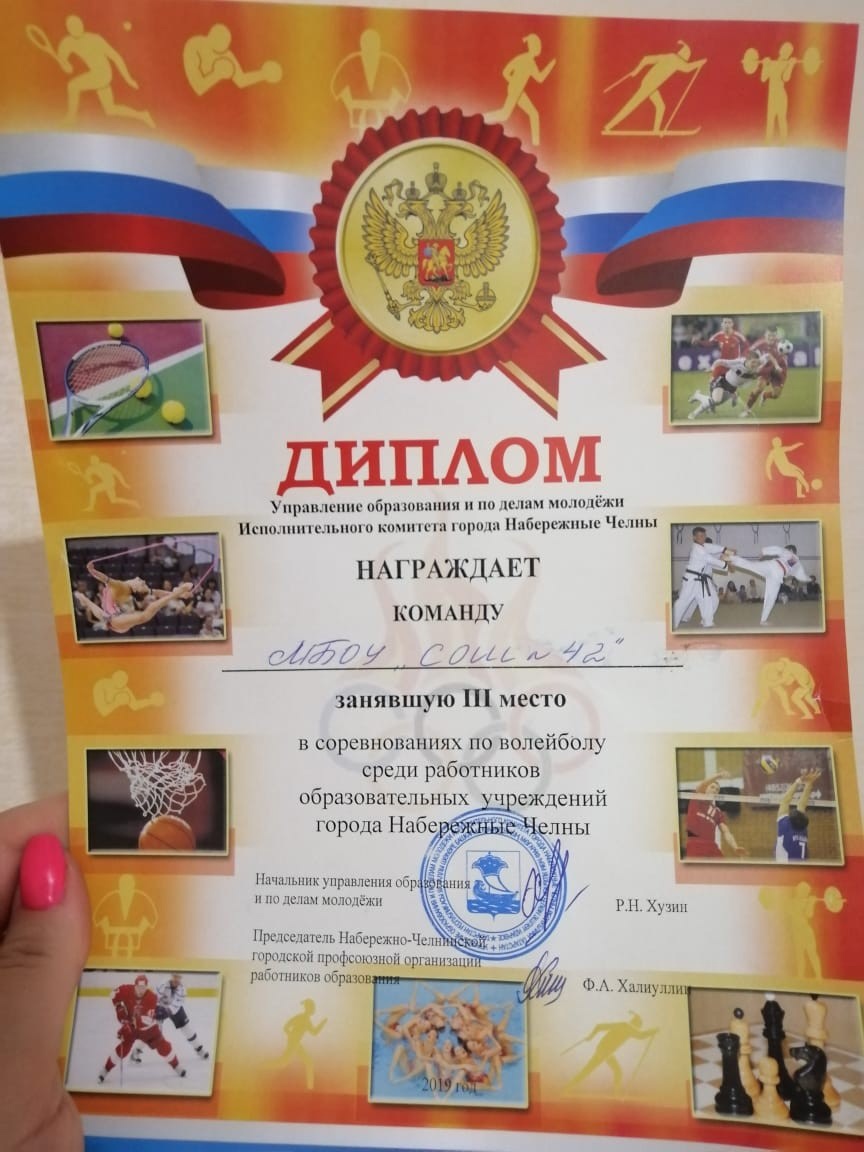 ДИПЛОМ
Управление образования и по делам молодёжи
Исполнительного комитета города Набережные Челны
НАГРАЖДАЕТ
КОМАНДУ
МБОУ „СОШ № 42"
занявшую III место
в соревнованиях по волейболу
среди работников
образовательных учреждений
города Набережные Челны
Начальник управления образования
и по делам молодёжи
Р.Н. Хузин
Председатель Набережно-Челнинской
городской профсоюзной организации
работников образования
Ф.А. Халиуллин
2019 год